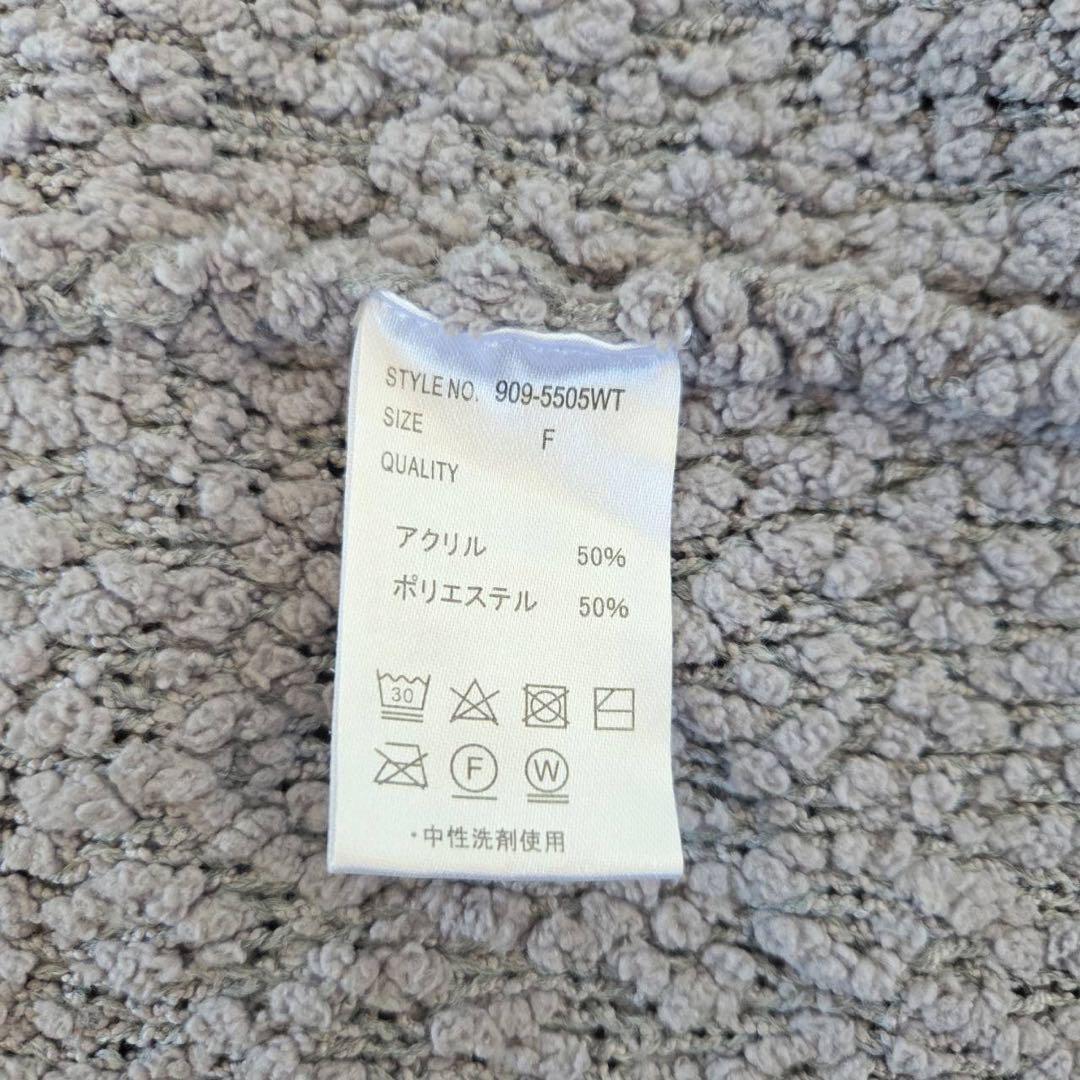 STYLE NO. 909-5505WT
SIZE F
QUALITY
アクリル 50%
ポリエステル 50%
30
F W
・中性洗剤使用